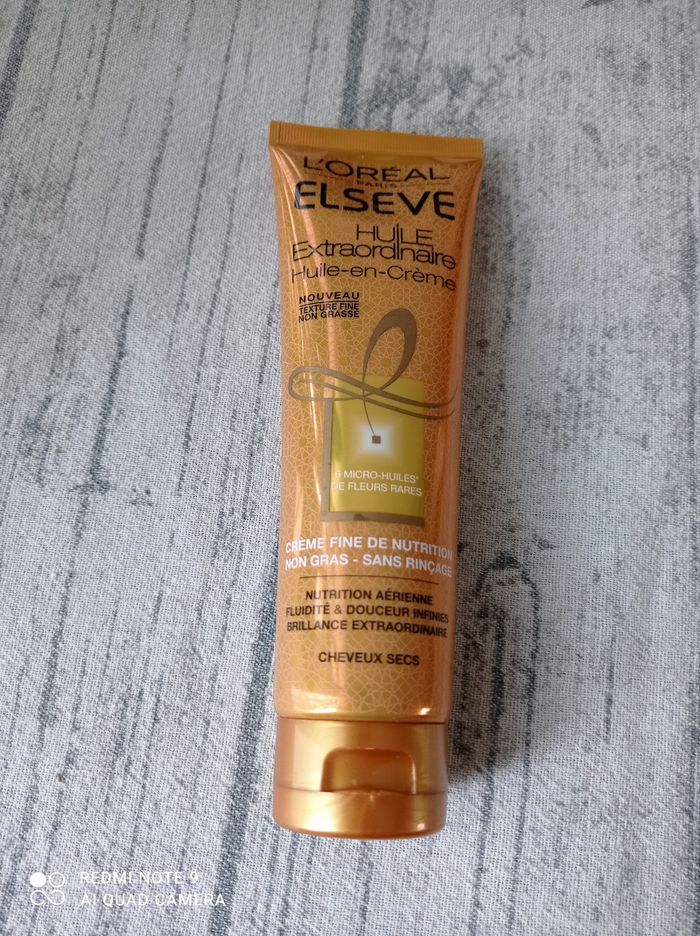 L'ORÉAL
PARIS
ELSEVE
HUILE
Extraordinaire
Huile-en-Crème
NOUVEAU
TEXTURE FINE
NON GRASSE
6 MICRO-HUILES*
DE FLEURS RARES
CRÈME FINE DE NUTRITION
NON GRAS - SANS RINÇAGE
NUTRITION AÉRIENNE
FLUIDITÉ & DOUCEUR INFINIES
BRILLANCE EXTRAORDINAIRE
CHEVEUX SECS
REDMI NOTE 9
AI QUAD CAMERA